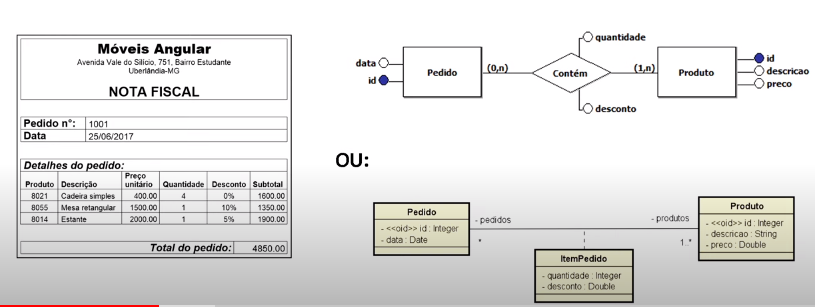 Móveis Angular
Avenida Vale do Silício, 751, Bairro Estudante
Uberlândia-MG
NOTA FISCAL
Pedido n°: 1001
Data 25/06/2017
Detalhes do pedido:
Produto Descrição Preço unitário Quantidade Desconto Subtotal
8021 Cadeira simples 400.00 4 0% 1600.00
8055 Mesa retangular 1500.00 1 10% 1350.00
8014 Estante 2000.00 1 5% 1900.00
Total do pedido: 4850.00
data
id
Pedido
(0,n)
quantidade
Contém
desconto
(1,n)
Produto
id
descricao
preco
OU:
Pedido
- <<oid>> id : Integer
- data : Date
- pedidos
*
- produtos
1..*
Produto
- <<oid>> id : Integer
- descricao : String
- preco : Double
ItemPedido
- quantidade : Integer
- desconto : Double